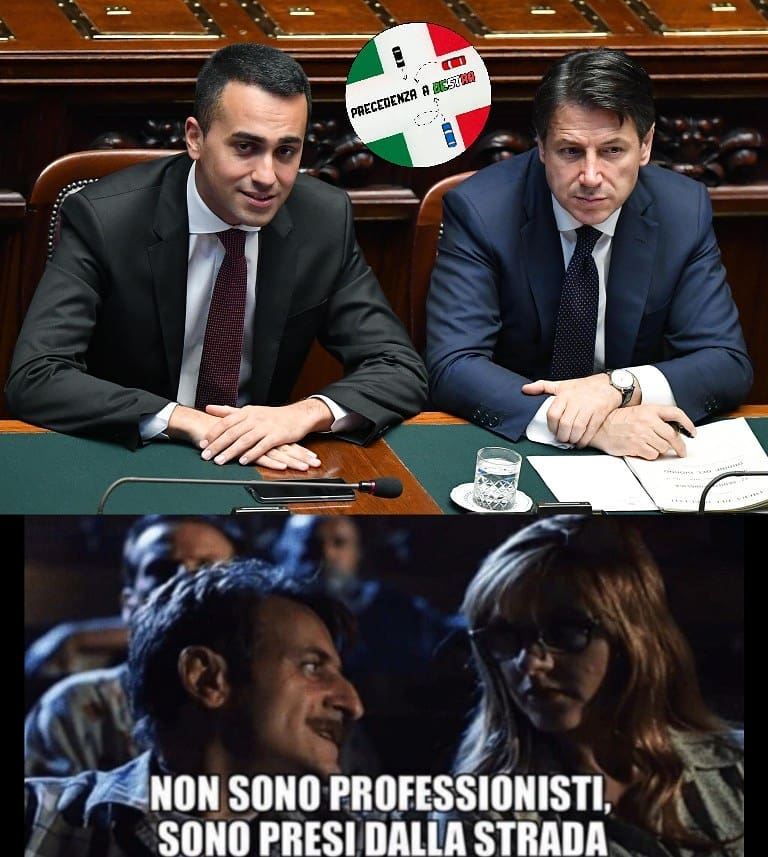 PRECEDENZA A DESTRA
NON SONO PROFESSIONISTI,
SONO PRESI DALLA STRADA